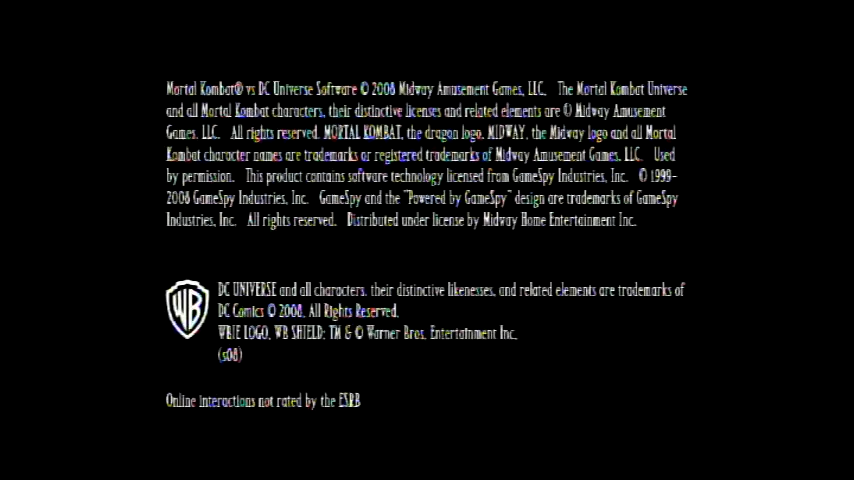 Mortal Kombat® vs DC Universe Software © 2008 Midway Amusement Games, LLC. The Mortal Kombat Universe
and all Mortal Kombat characters, their distinctive licenses and related elements are © Midway Amusement
Games, LLC. All rights reserved. MORTAL KOMBAT, the dragon logo, MIDWAY, the Midway logo and all Mortal
Kombat character names are trademarks or registered trademarks of Midway Amusement Games, LLC. Used
by permission. This product contains software technology licensed from GameSpy Industries, Inc. © 1999-
2008 GameSpy Industries, Inc. GameSpy and the "Powered by GameSpy" design are trademarks of GameSpy
Industries, Inc. All rights reserved. Distributed under license by Midway Home Entertainment Inc.
WB
DC UNIVERSE and all characters, their distinctive likenesses, and related elements are trademarks of
DC Comics © 2008. All Rights Reserved.
WBIE LOGO, WB SHIELD: TM & © Warner Bros. Entertainment Inc.
(s08)
Online interactions not rated by the ESRB